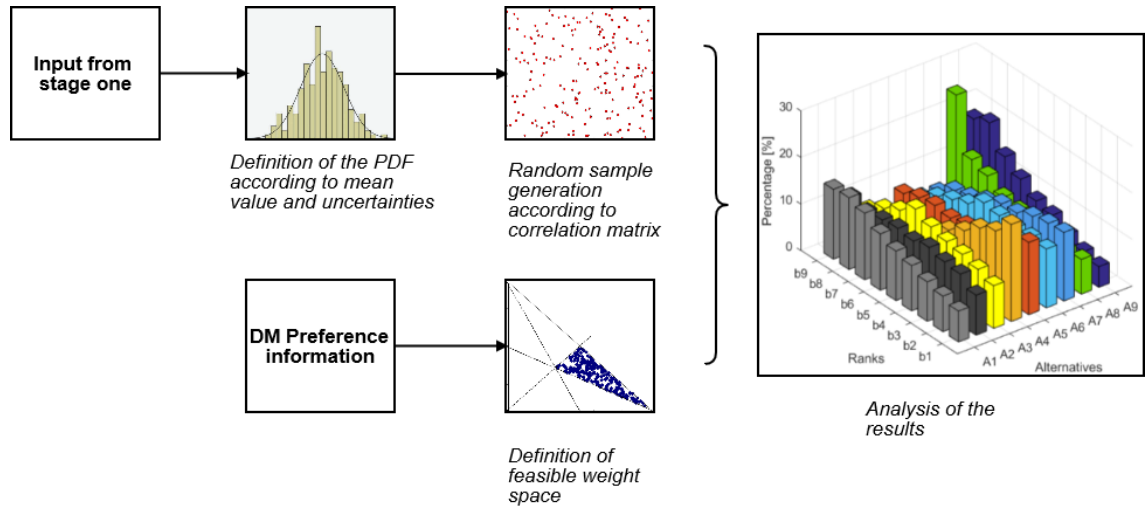 Input from
stage one
Definition of the PDF
according to mean
value and uncertainties
Random sample
generation
according to
correlation matrix
DM Preference
information
Definition of
feasible weight
space
30
20
10
0
Percentage [%]
b9
b8
b7
b6
b5
b4
b3
b2
b1
Ranks
A1
A2
A3
A4
A5
A6
A7
A8
A9
Alternatives
Analysis of the
results